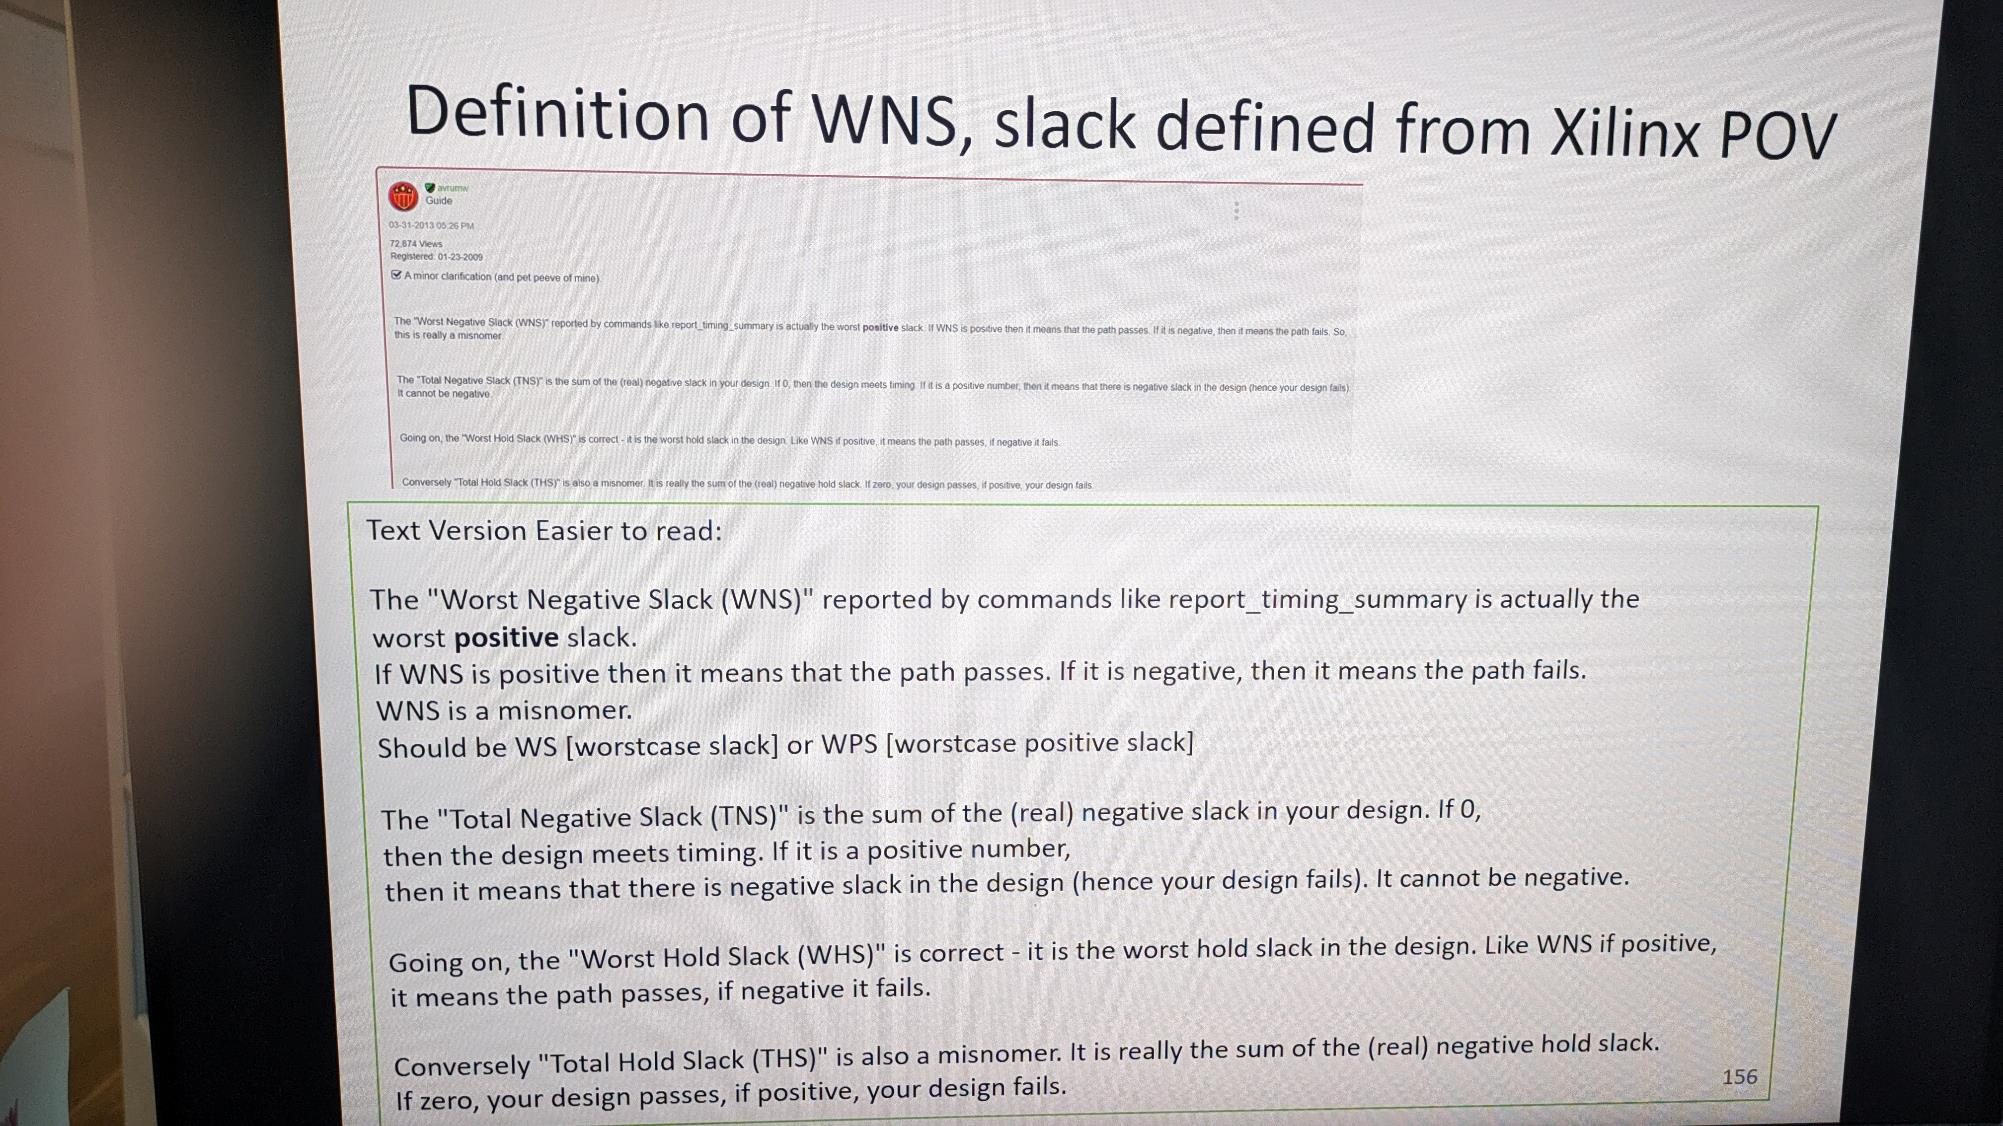 Definition of WNS, slack defined from Xilinx POV
avrumw
Guide
03-31-2013 05:26 PM
72,674 Views
Registered: 01-23-2009
A minor clarification (and pet peeve of mine)
The "Worst Negative Slack (WNS)" reported by commands like report_timing_summary is actually the worst positive slack. If WNS is positive then it means that the path passes. If it is negative, then it means the path fails. So,
this is really a misnomer.
The "Total Negative Slack (TNS)" is the sum of the (real) negative slack in your design. If 0, then the design meets timing. If it is a positive number, then it means that there is negative slack in the design (hence your design fails).
It cannot be negative.
Going on, the "Worst Hold Slack (WHS)" is correct - it is the worst hold slack in the design. Like WNS if positive, it means the path passes, if negative it fails.
Conversely "Total Hold Slack (THS)" is also a misnomer. It is really the sum of the (real) negative hold slack. If zero, your design passes, if positive, your design fails.
Text Version Easier to read:
The "Worst Negative Slack (WNS)" reported by commands like report_timing_summary is actually the
worst positive slack.
If WNS is positive then it means that the path passes. If it is negative, then it means the path fails.
WNS is a misnomer.
Should be WS [worstcase slack] or WPS [worstcase positive slack]
The "Total Negative Slack (TNS)" is the sum of the (real) negative slack in your design. If 0,
then the design meets timing. If it is a positive number,
then it means that there is negative slack in the design (hence your design fails). It cannot be negative.
Going on, the "Worst Hold Slack (WHS)" is correct - it is the worst hold slack in the design. Like WNS if positive,
it means the path passes, if negative it fails.
Conversely "Total Hold Slack (THS)" is also a misnomer. It is really the sum of the (real) negative hold slack.
If zero, your design passes, if positive, your design fails.
156